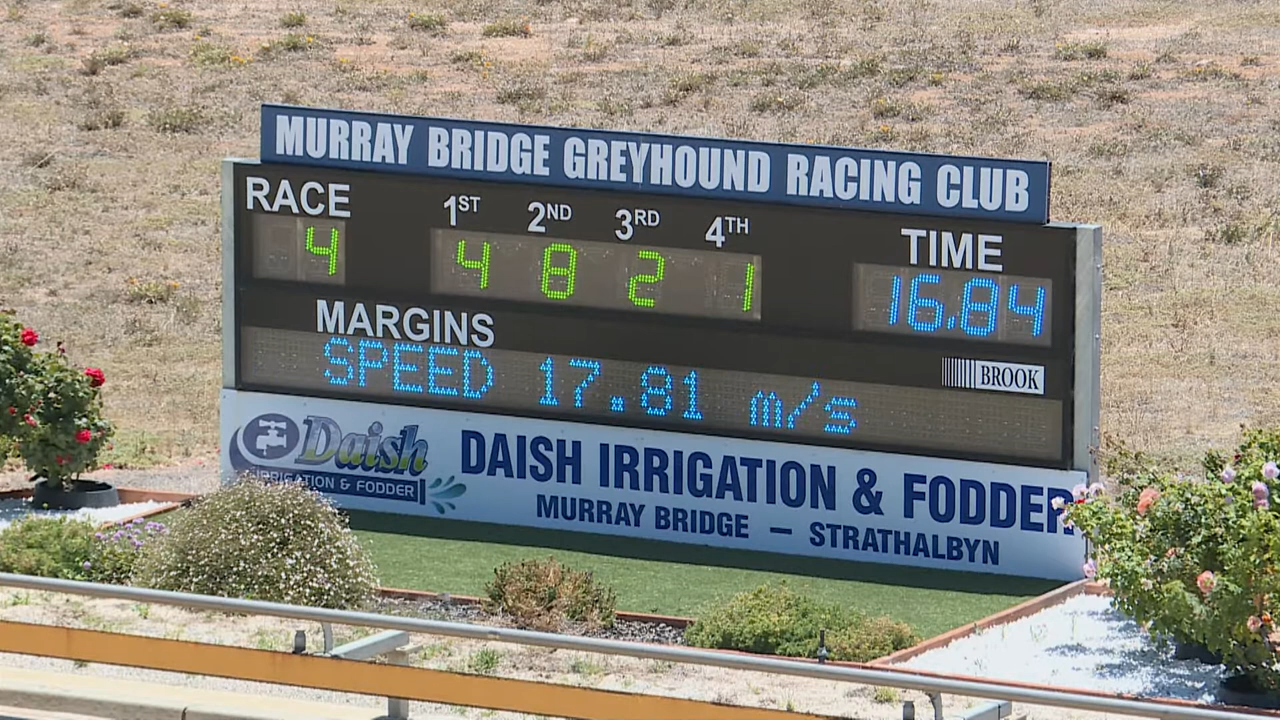 MURRAY BRIDGE GREYHOUND RACING CLUB
RACE 1ST 2ND 3RD 4TH TIME
4 4 8 2 1 16.84
MARGINS
SPEED 17.81 m/s
BROOK
Daish
IRRIGATION & FODDER
DAISH IRRIGATION & FODDER
MURRAY BRIDGE – STRATHALBYN